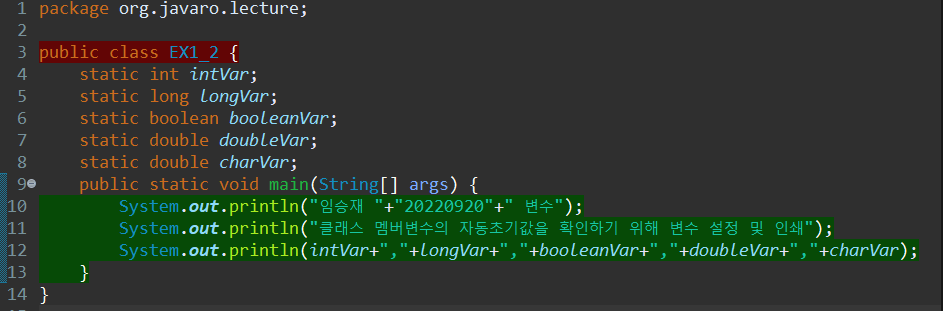 1 package org.javaro.lecture;
2
3 public class EX1_2 {
4 static int intVar;
5 static long longVar;
6 static boolean booleanVar;
7 static double doubleVar;
8 static double charVar;
9 public static void main(String[] args) {
10 System.out.println("임승재 "+"20220920"+" 변수");
11 System.out.println("클래스 멤버변수의 자동초기값을 확인하기 위해 변수 설정 및 인쇄");
12 System.out.println(intVar+","+longVar+","+booleanVar+","+doubleVar+","+charVar);
13 }
14 }